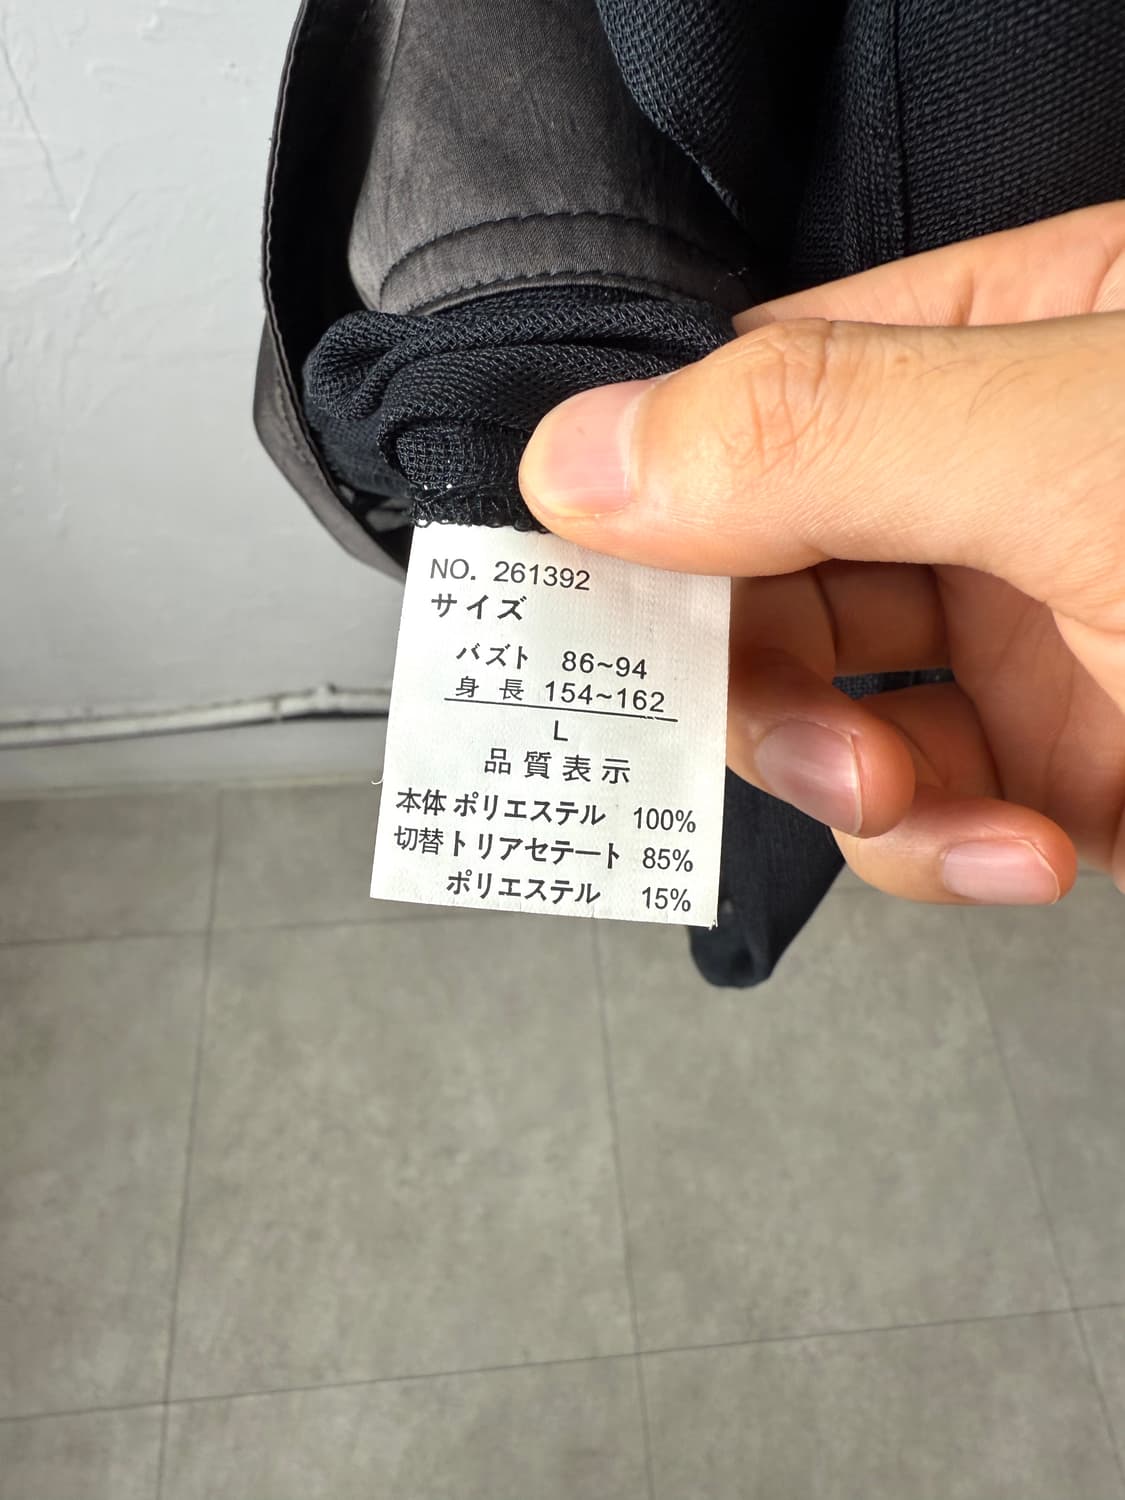 NO. 261392
サイズ
バズト 86~94
身長 154~162
L
品質表示
本体 ポリエステル 100%
切替 トリアセテート 85%
ポリエステル 15%